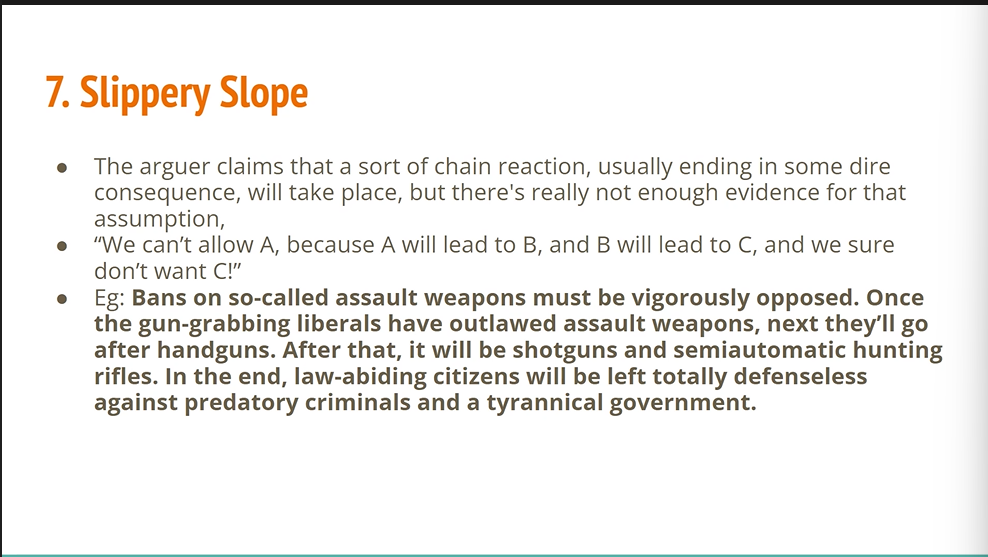 7. Slippery Slope
● The arguer claims that a sort of chain reaction, usually ending in some dire
consequence, will take place, but there's really not enough evidence for that
assumption,
● “We can’t allow A, because A will lead to B, and B will lead to C, and we sure
don’t want C!”
● Eg: Bans on so-called assault weapons must be vigorously opposed. Once
the gun-grabbing liberals have outlawed assault weapons, next they’ll go
after handguns. After that, it will be shotguns and semiautomatic hunting
rifles. In the end, law-abiding citizens will be left totally defenseless
against predatory criminals and a tyrannical government.